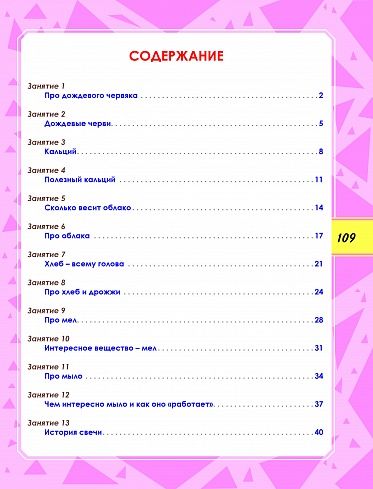 СОДЕРЖАНИЕ
Занятие 1
Про дождевого червяка 2
Занятие 2
Дождевые черви. 5
Занятие 3
Кальций. 8
Занятие 4
Полезный кальций 11
Занятие 5
Сколько весит облако 14
Занятие 6
Про облака 17
109
Занятие 7
Хлеб – всему голова 21
Занятие 8
Про хлеб и дрожжи 24
Занятие 9
Про мел. 28
Занятие 10
Интересное вещество – мел. 31
Занятие 11
Про мыло 34
Занятие 12
Чем интересно мыло и как оно «работает». 37
Занятие 13
История свечи. 40